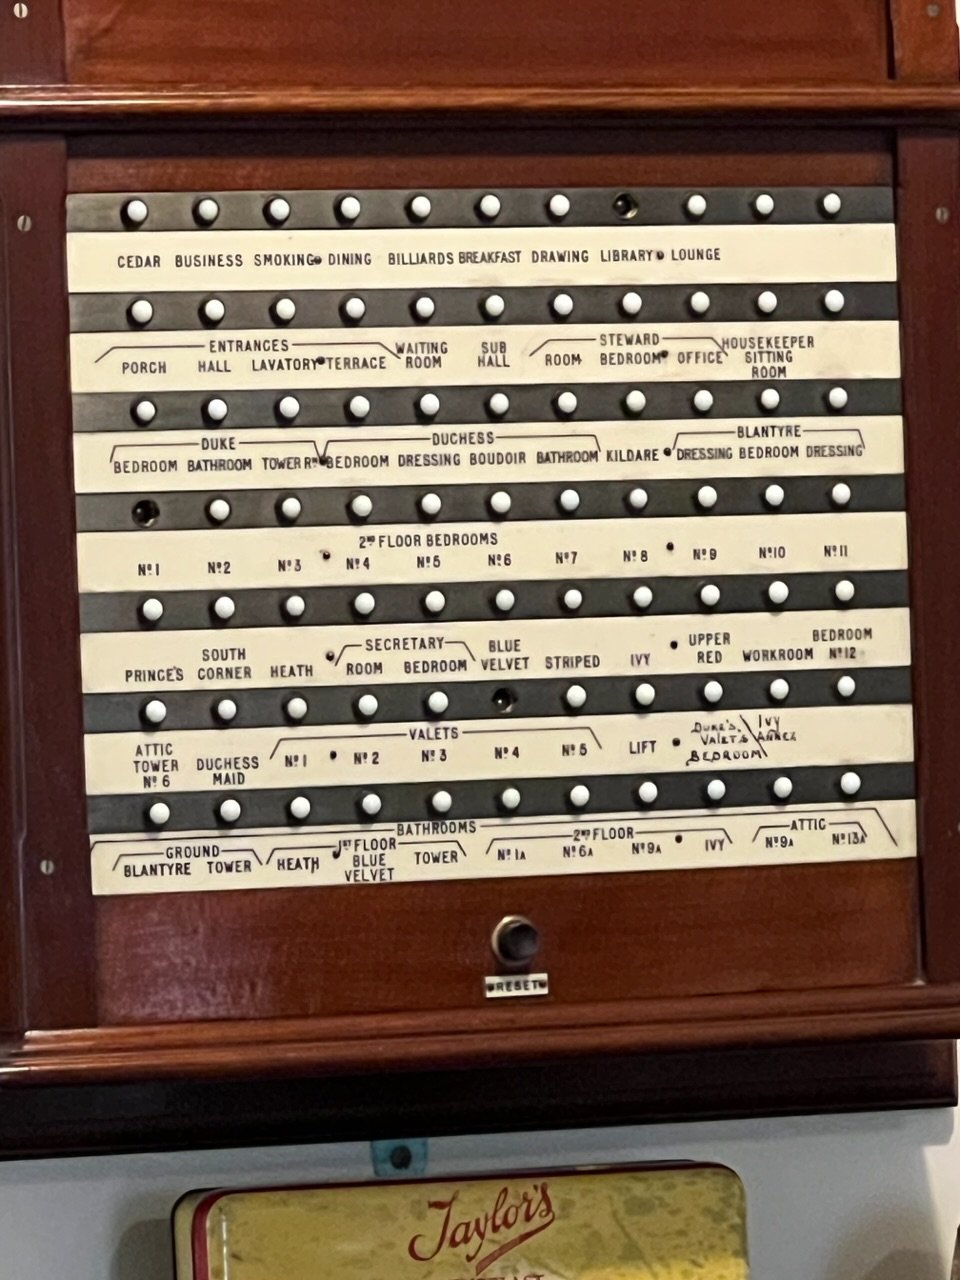 CEDAR BUSINESS SMOKING DINING BILLIARDS BREAKFAST DRAWING LIBRARY LOUNGE
ENTRANCES STEWARD
PORCH HALL LAVATORY TERRACE WAITING ROOM SUB HALL ROOM BEDROOM OFFICE HOUSEKEEPER SITTING ROOM
DUKE DUCHESS BLANTYRE
BEDROOM BATHROOM TOWER RM BEDROOM DRESSING BOUDOIR BATHROOM KILDARE DRESSING BEDROOM DRESSING
2ND FLOOR BEDROOMS
Nº1 Nº2 Nº3 Nº4 Nº5 Nº6 Nº7 Nº8 Nº9 Nº10 Nº11
SECRETARY
PRINCE'S SOUTH CORNER HEATH ROOM BEDROOM BLUE VELVET STRIPED IVY UPPER RED WORKROOM BEDROOM Nº12
VALETS
ATTIC TOWER Nº6 DUCHESS MAID Nº1 Nº2 Nº3 Nº4 Nº5 LIFT DUKE'S VALETS BEDROOM IVY ANNEX
BATHROOMS
GROUND 1ST FLOOR 2ND FLOOR ATTIC
BLANTYRE TOWER HEATH BLUE VELVET TOWER Nº1A Nº6A Nº9A IVY Nº9A Nº13A
RESET
Taylor's